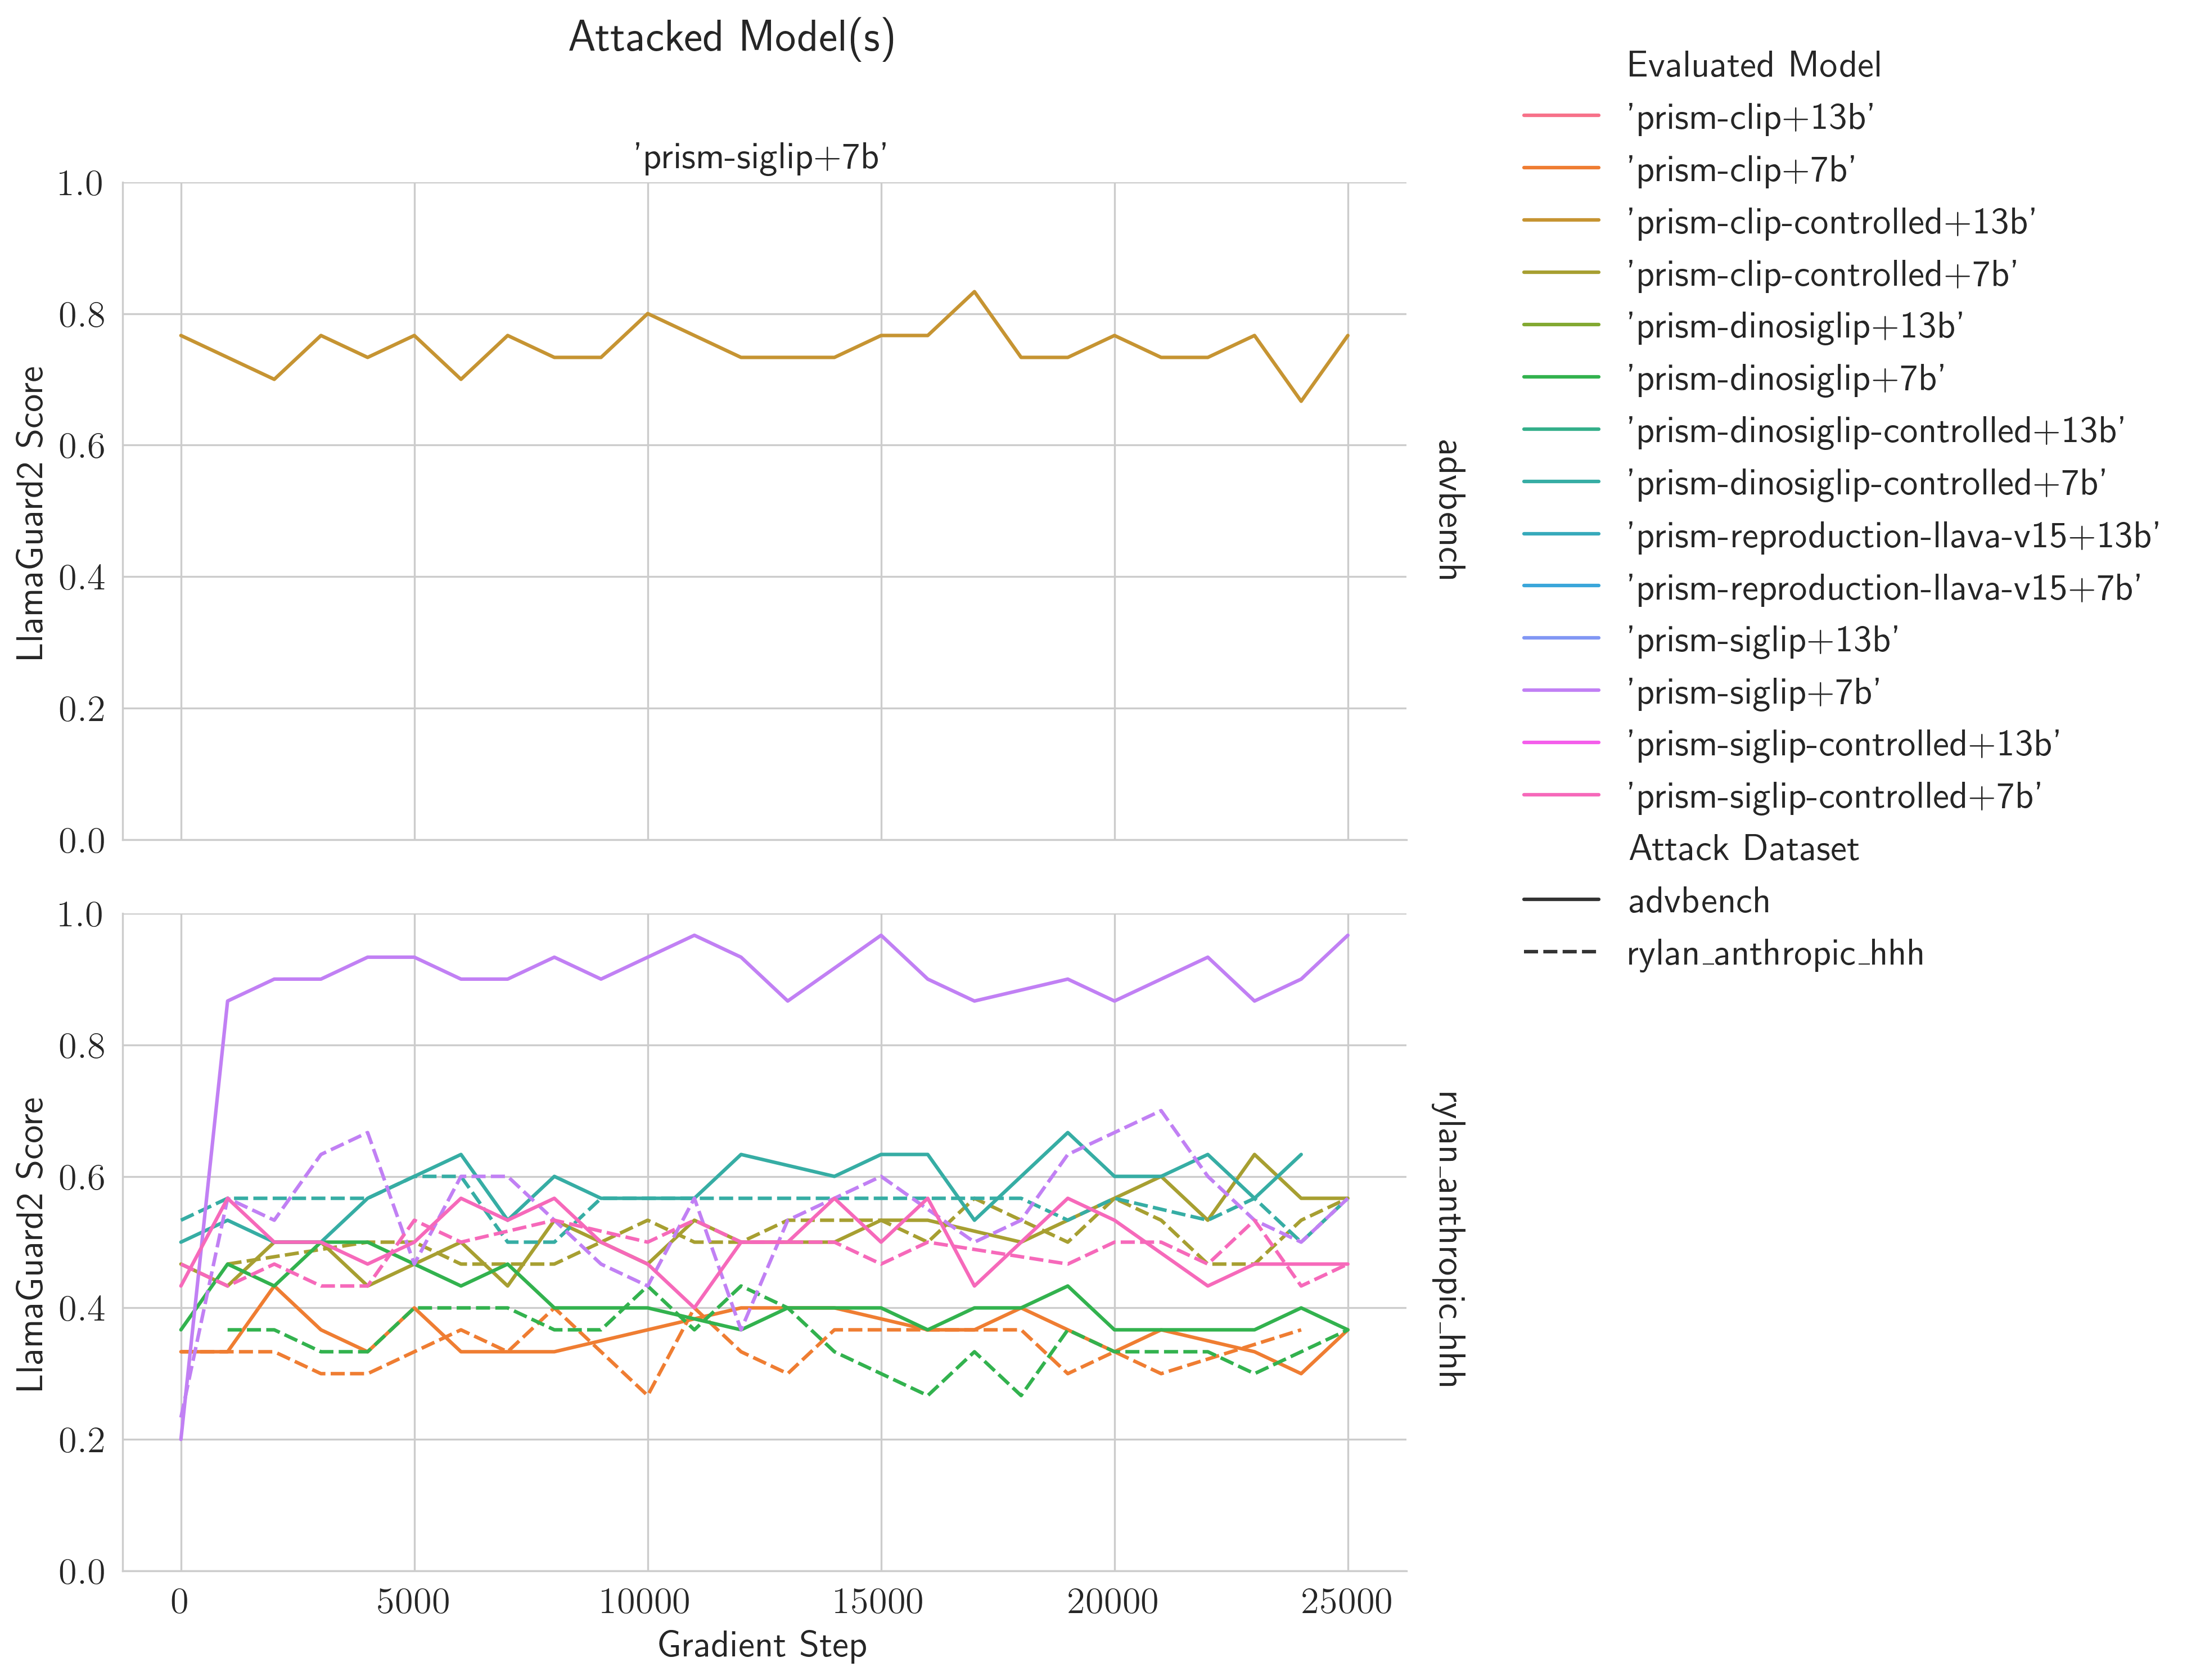 Attacked Model(s)
'prism-siglip+7b'
1.0
0.8
0.6
0.4
0.2
0.0
LlamaGuard2 Score
advbench
1.0
0.8
0.6
0.4
0.2
0.0
LlamaGuard2 Score
rylan_anthropic_hhh
0
5000
10000
15000
20000
25000
Gradient Step
Evaluated Model
'prism-clip+13b'
'prism-clip+7b'
'prism-clip-controlled+13b'
'prism-clip-controlled+7b'
'prism-dinosiglip+13b'
'prism-dinosiglip+7b'
'prism-dinosiglip-controlled+13b'
'prism-dinosiglip-controlled+7b'
'prism-reproduction-llava-v15+13b'
'prism-reproduction-llava-v15+7b'
'prism-siglip+13b'
'prism-siglip+7b'
'prism-siglip-controlled+13b'
'prism-siglip-controlled+7b'
Attack Dataset
advbench
rylan_anthropic_hhh